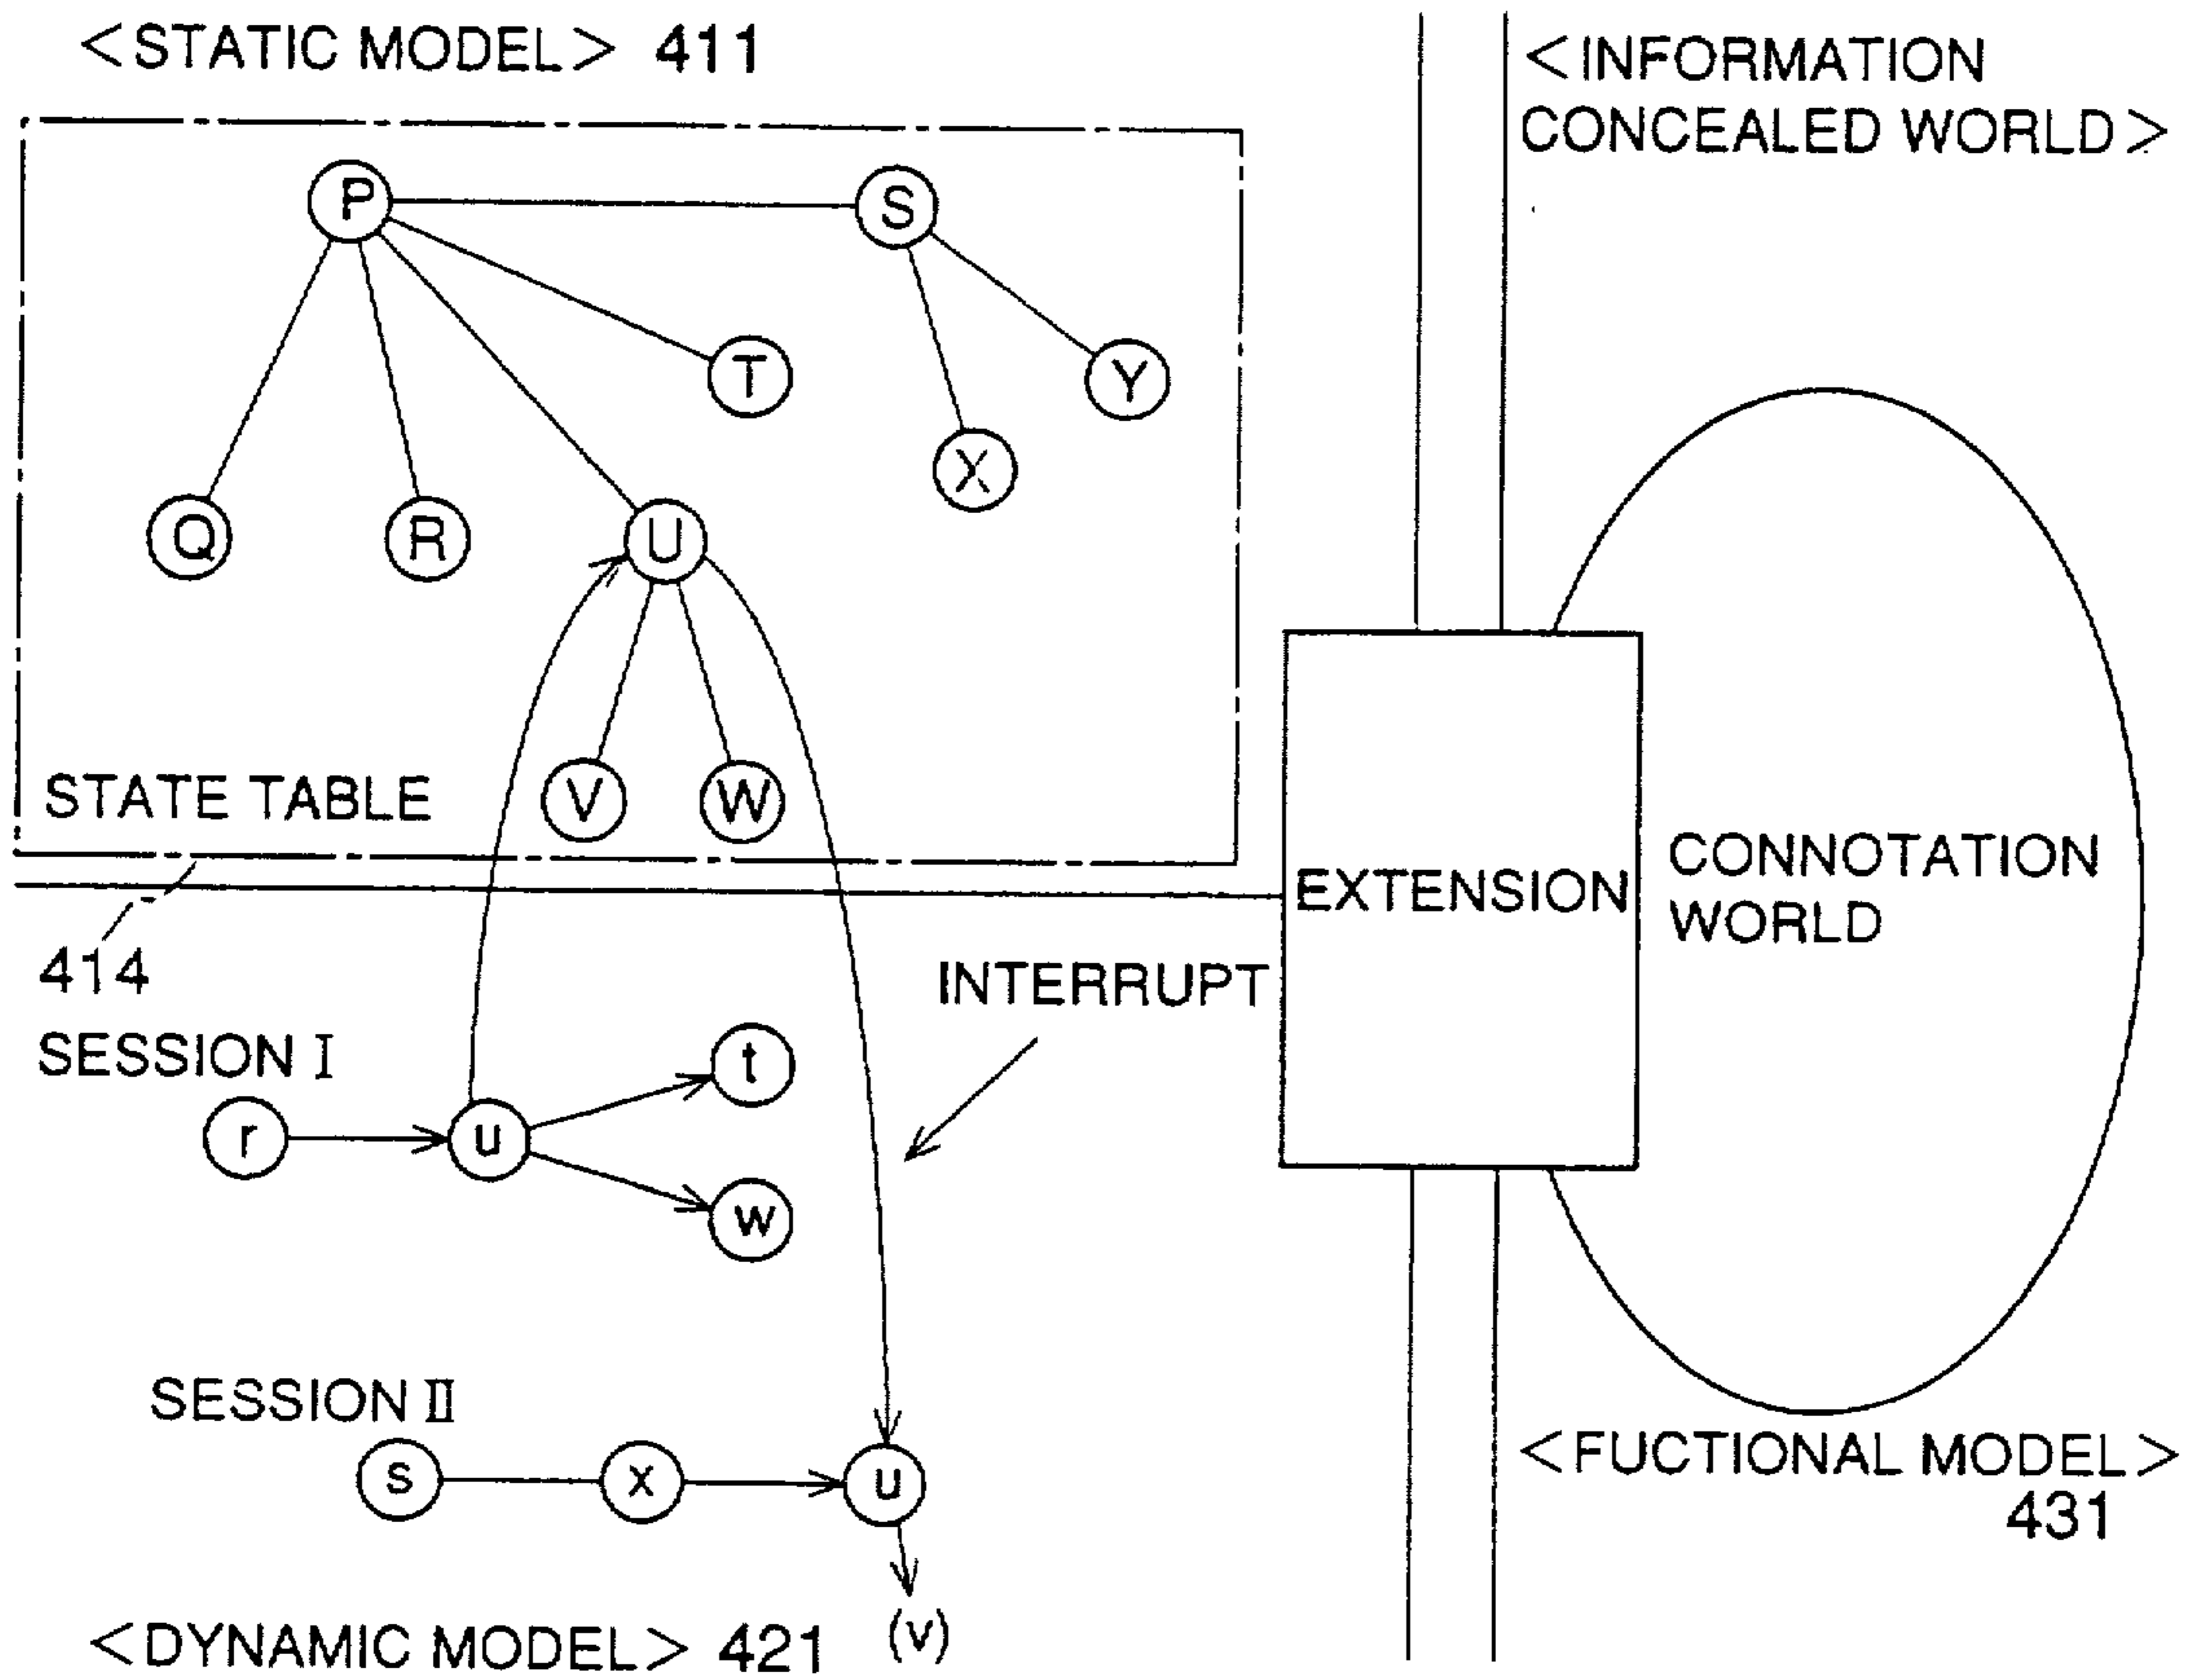 <STATIC MODEL> 411
<INFORMATION
CONCEALED WORLD>
P
S
T
Y
X
Q
R
U
V
W
STATE TABLE
414
EXTENSION
CONNOTATION
WORLD
INTERRUPT
SESSION I
t
r
u
w
SESSION II
s
x
u
(v)
<FUCTIONAL MODEL>
431
<DYNAMIC MODEL> 421